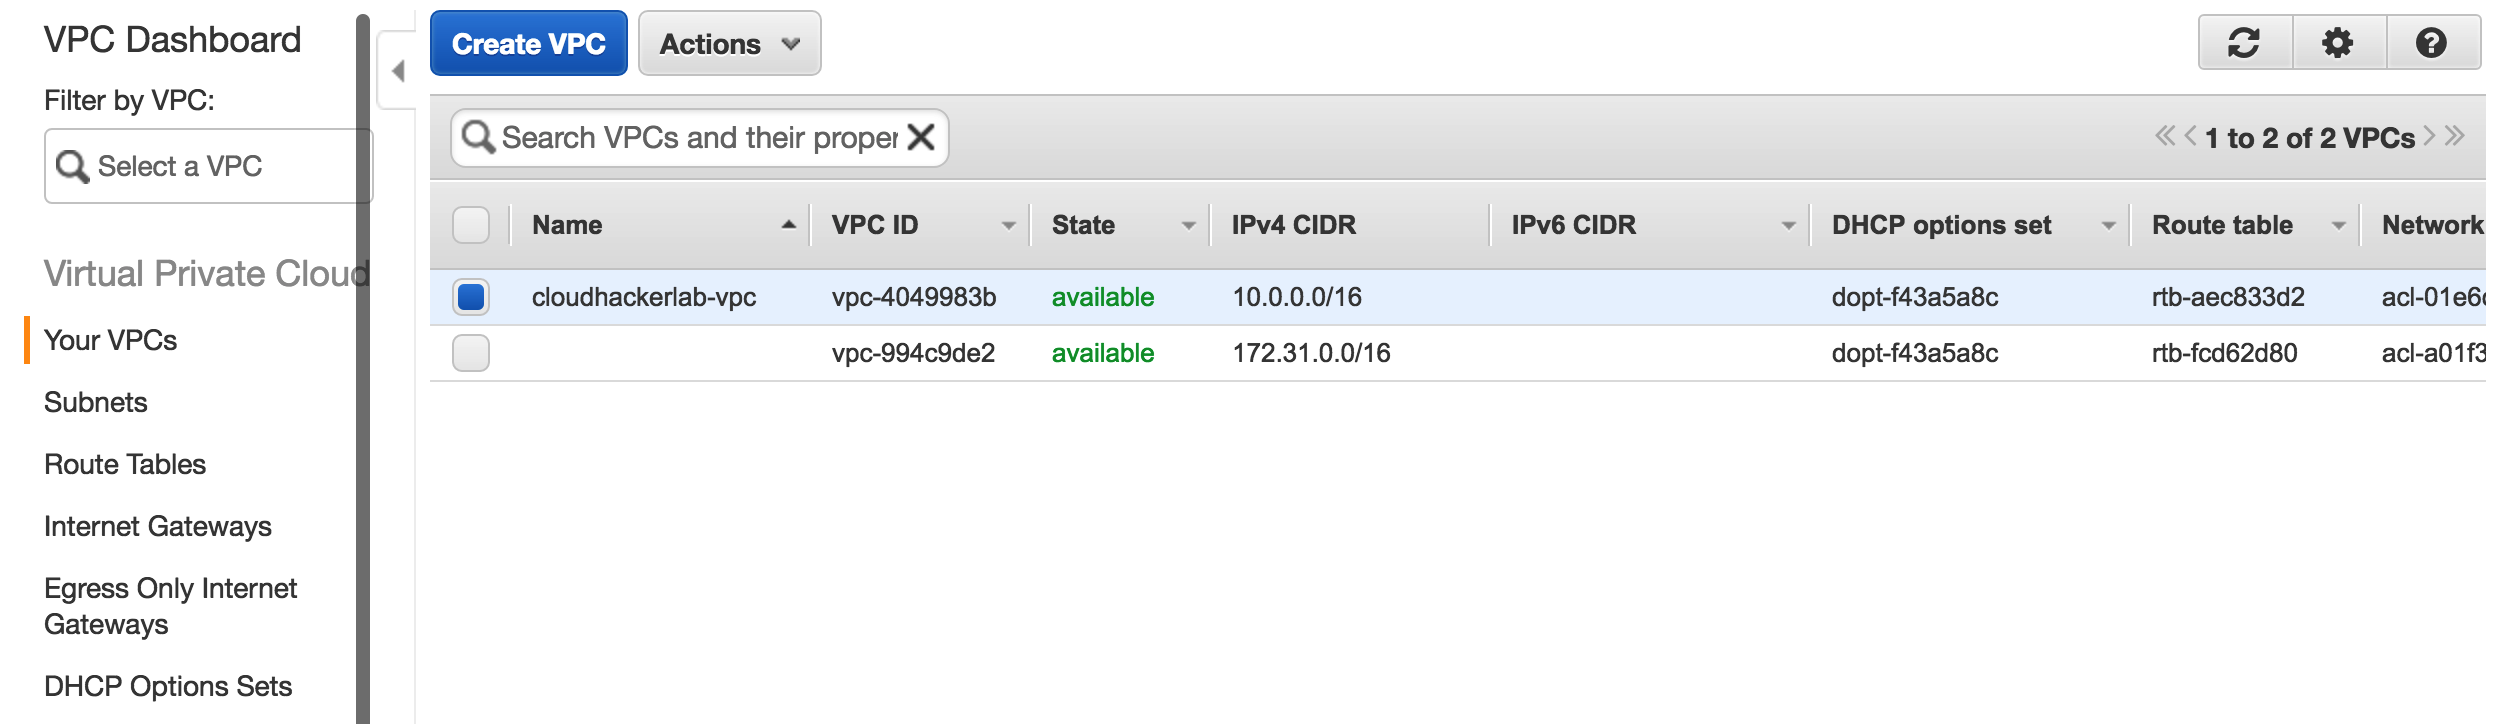 VPC Dashboard
Filter by VPC:
Select a VPC
Virtual Private Cloud
Your VPCs
Subnets
Route Tables
Internet Gateways
Egress Only Internet
Gateways
DHCP Options Sets
Create VPC Actions
Search VPCs and their proper
1 to 2 of 2 VPCs
Name VPC ID State IPv4 CIDR IPv6 CIDR DHCP options set Route table Network
cloudhackerlab-vpc vpc-4049983b available 10.0.0.0/16 dopt-f43a5a8c rtb-aec833d2 acl-01e6
vpc-994c9de2 available 172.31.0.0/16 dopt-f43a5a8c rtb-fcd62d80 acl-a01f3